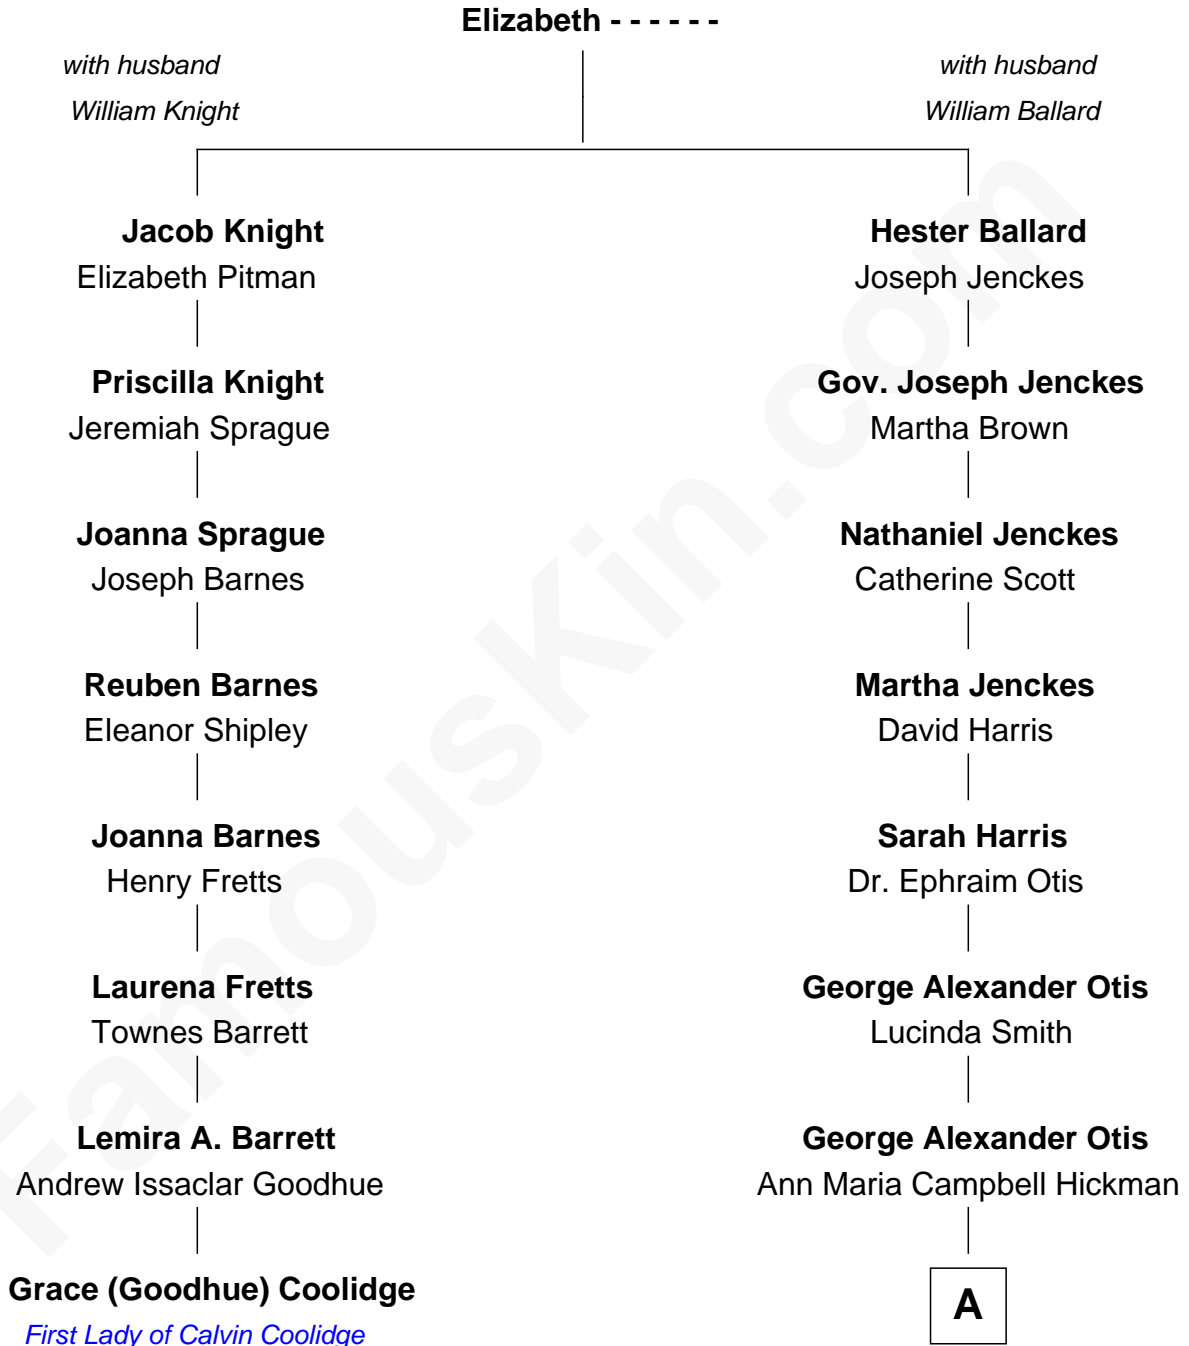 Elizabeth - - - - - -
with husband
William Knight
with husband
William Ballard
Jacob Knight
Elizabeth Pitman
Hester Ballard
Joseph Jenckes
Priscilla Knight
Jeremiah Sprague
Gov. Joseph Jenckes
Martha Brown
Joanna Sprague
Joseph Barnes
Nathaniel Jenckes
Catherine Scott
Reuben Barnes
Eleanor Shipley
Martha Jenckes
David Harris
Joanna Barnes
Henry Fretts
Sarah Harris
Dr. Ephraim Otis
Laurena Fretts
Townes Barrett
George Alexander Otis
Lucinda Smith
Lemira A. Barrett
Andrew Issaclar Goodhue
George Alexander Otis
Ann Maria Campbell Hickman
Grace (Goodhue) Coolidge
First Lady of Calvin Coolidge
A
FamousKin.com